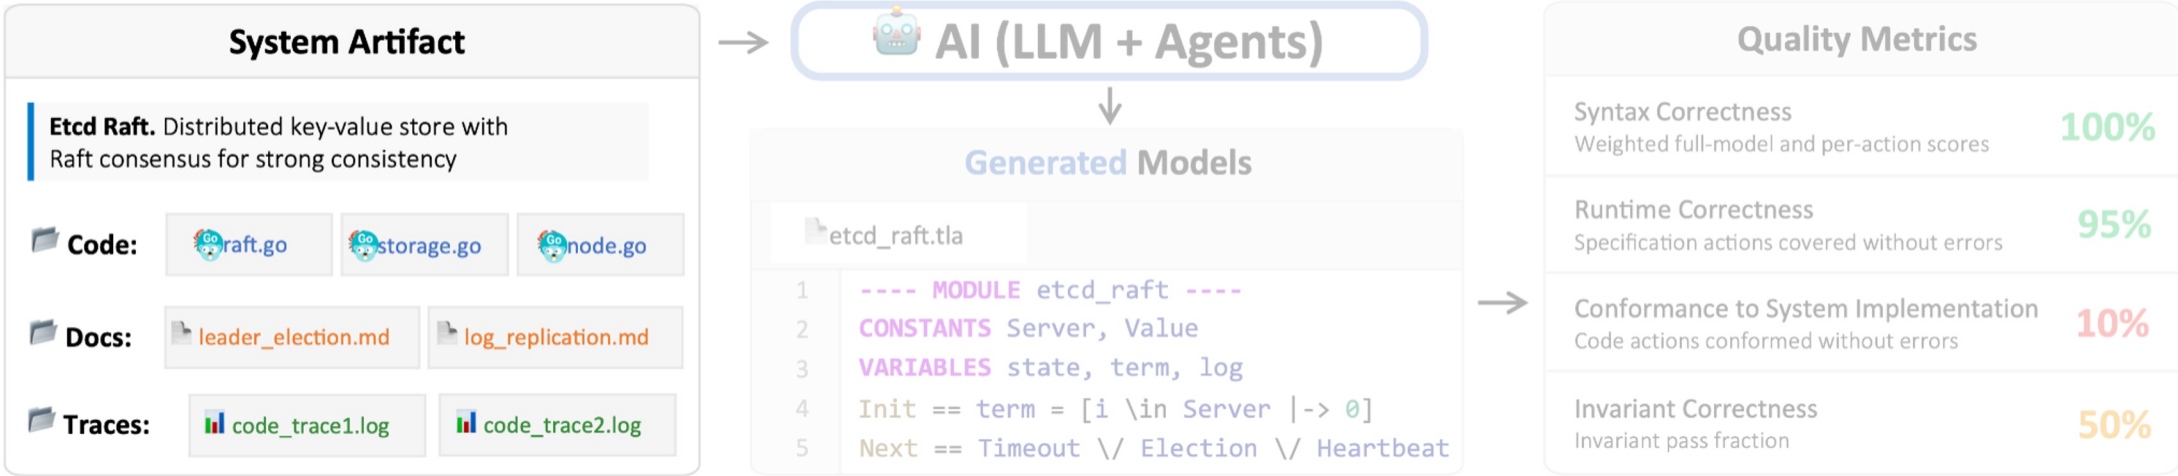 System Artifact
Etcd Raft. Distributed key-value store with
Raft consensus for strong consistency
Code:
Go raft.go
Go storage.go
Go node.go
Docs:
leader_election.md
log_replication.md
Traces:
code_trace1.log
code_trace2.log
AI (LLM + Agents)
Generated Models
etcd_raft.tla
1 ---- MODULE etcd_raft ----
2 CONSTANTS Server, Value
3 VARIABLES state, term, log
4 Init == term = [i \in Server |-> 0]
5 Next == Timeout \/ Election \/ Heartbeat
Quality Metrics
Syntax Correctness
Weighted full-model and per-action scores
100%
Runtime Correctness
Specification actions covered without errors
95%
Conformance to System Implementation
Code actions conformed without errors
10%
Invariant Correctness
Invariant pass fraction
50%